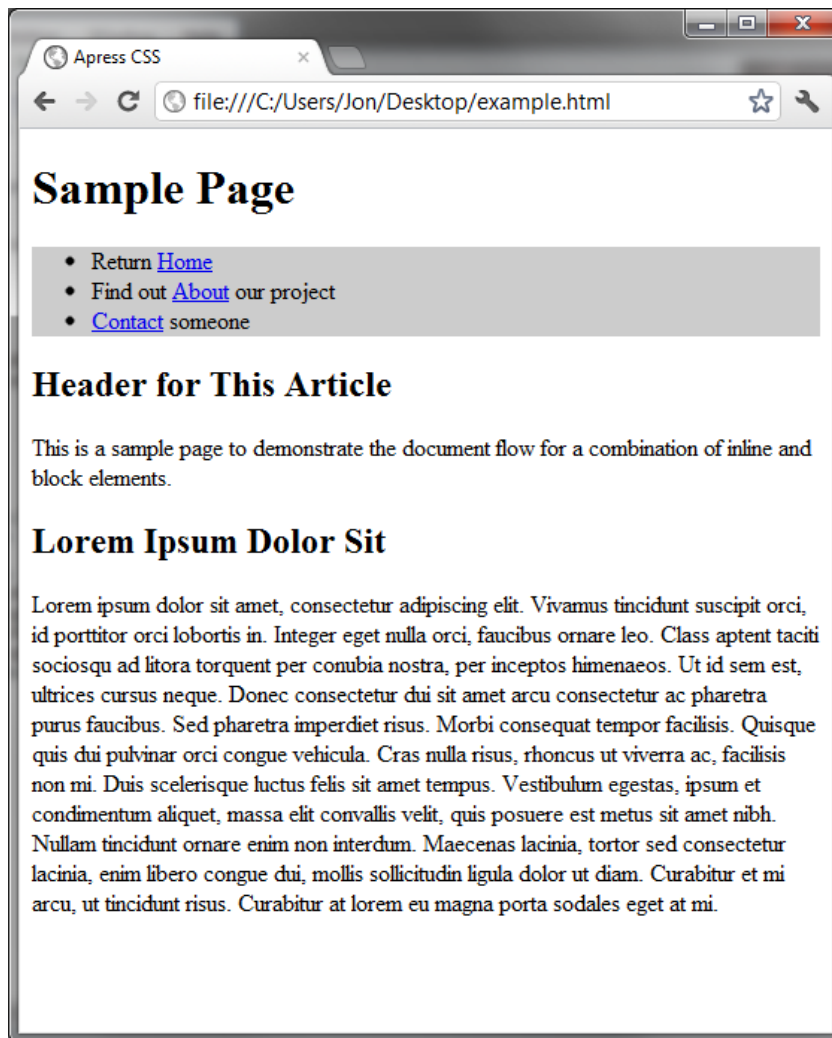 Apress CSS
file:///C:/Users/Jon/Desktop/example.html
Sample Page
• Return Home
• Find out About our project
• Contact someone
Header for This Article
This is a sample page to demonstrate the document flow for a combination of inline and
block elements.
Lorem Ipsum Dolor Sit
Lorem ipsum dolor sit amet, consectetur adipiscing elit. Vivamus tincidunt suscipit orci,
id porttitor orci lobortis in. Integer eget nulla orci, faucibus ornare leo. Class aptent taciti
sociosqu ad litora torquent per conubia nostra, per inceptos himenaeos. Ut id sem est,
ultrices cursus neque. Donec consectetur dui sit amet arcu consectetur ac pharetra
purus faucibus. Sed pharetra imperdiet risus. Morbi consequat tempor facilisis. Quisque
quis dui pulvinar orci congue vehicula. Cras nulla risus, rhoncus ut viverra ac, facilisis
non mi. Duis scelerisque luctus felis sit amet tempus. Vestibulum egestas, ipsum et
condimentum aliquet, massa elit convallis velit, quis posuere est metus sit amet nibh.
Nullam tincidunt ornare enim non interdum. Maecenas lacinia, tortor sed consectetur
lacinia, enim libero congue dui, mollis sollicitudin ligula dolor ut diam. Curabitur et mi
arcu, ut tincidunt risus. Curabitur at lorem eu magna porta sodales eget at mi.